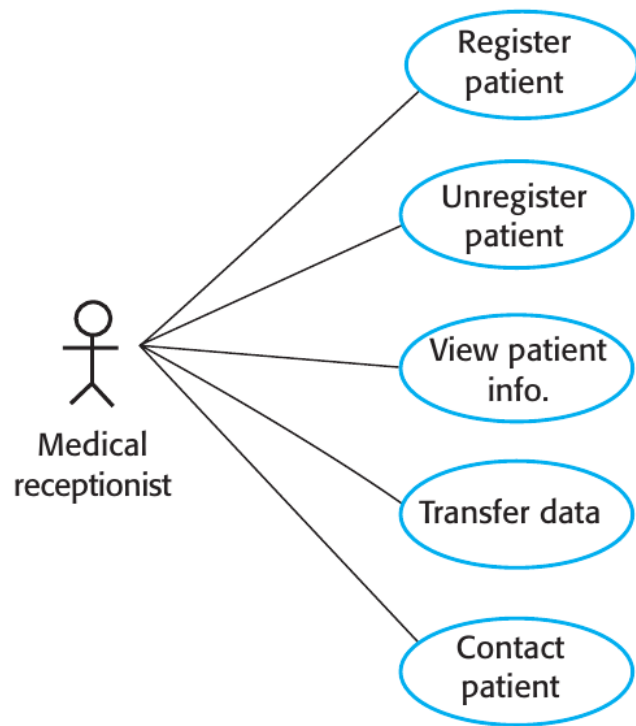 Register
patient
Unregister
patient
View patient
info.
Medical
receptionist
Transfer data
Contact
patient